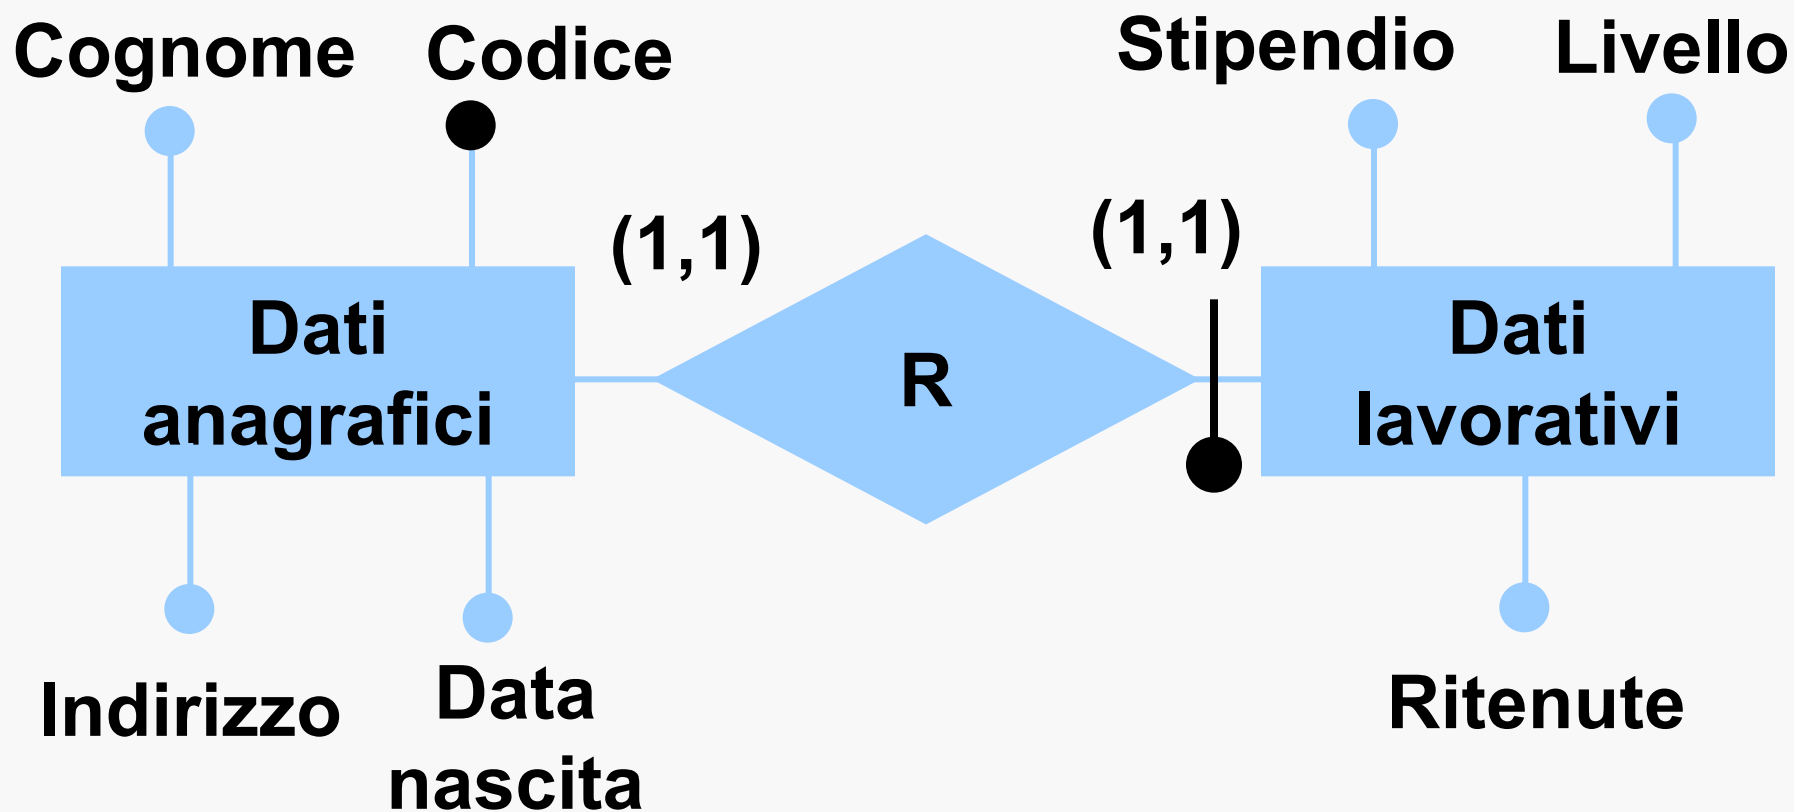 Cognome
Codice
Stipendio
Livello
(1,1)
(1,1)
Dati
anagrafici
R
Dati
lavorativi
Indirizzo
Data
nascita
Ritenute